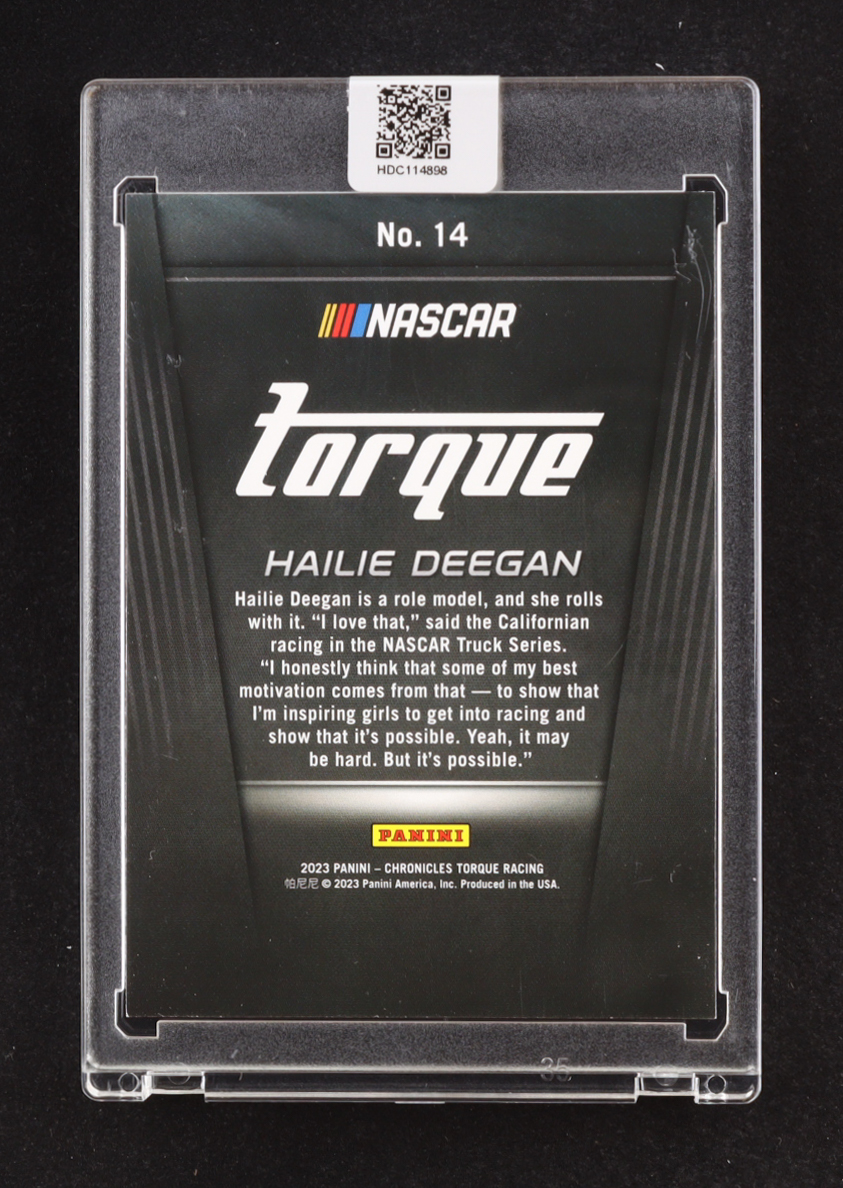 HDC114898
No. 14
NASCAR
torque
HAILIE DEEGAN
Hailie Deegan is a role model, and she rolls
with it. “I love that,” said the Californian
racing in the NASCAR Truck Series.
“I honestly think that some of my best
motivation comes from that — to show that
I’m inspiring girls to get into racing and
show that it’s possible. Yeah, it may
be hard. But it’s possible.”
PANINI
2023 PANINI – CHRONICLES TORQUE RACING
帕尼尼 © 2023 Panini America, Inc. Produced in the USA.
35